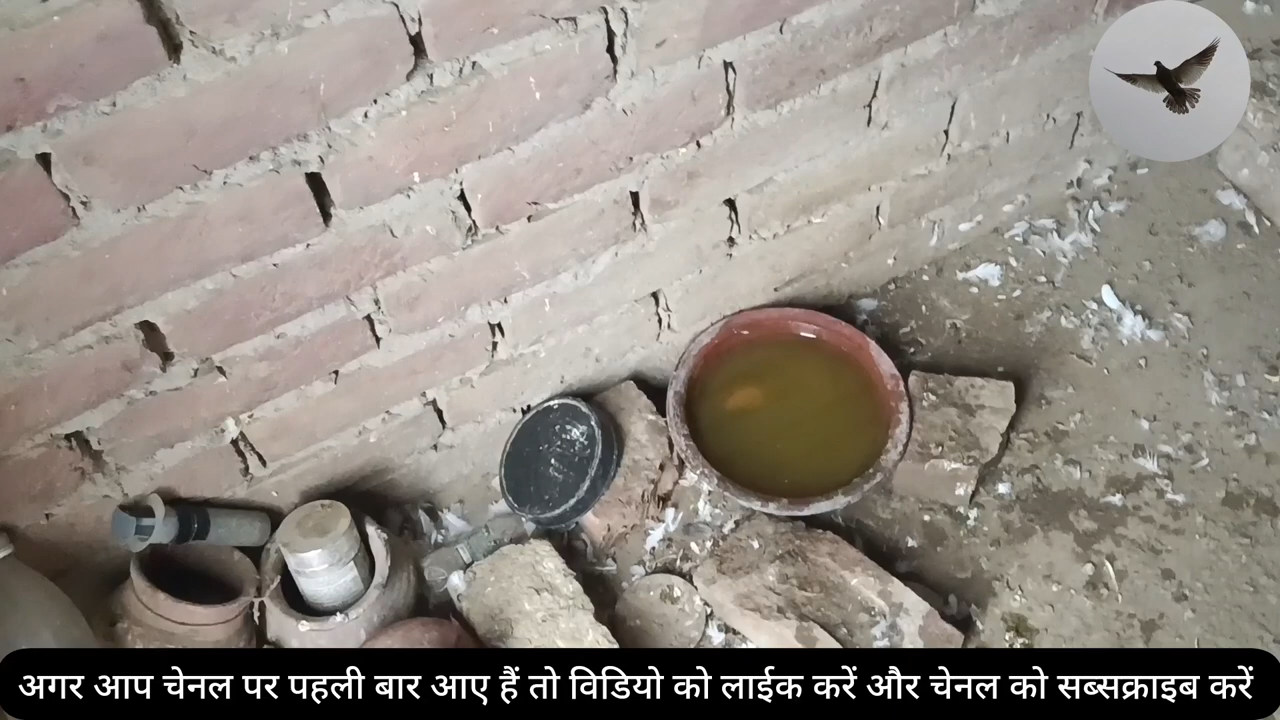 अगर आप चेनल पर पहली बार आए हैं तो विडियो को लाईक करें और चेनल को सब्सक्राइब करें